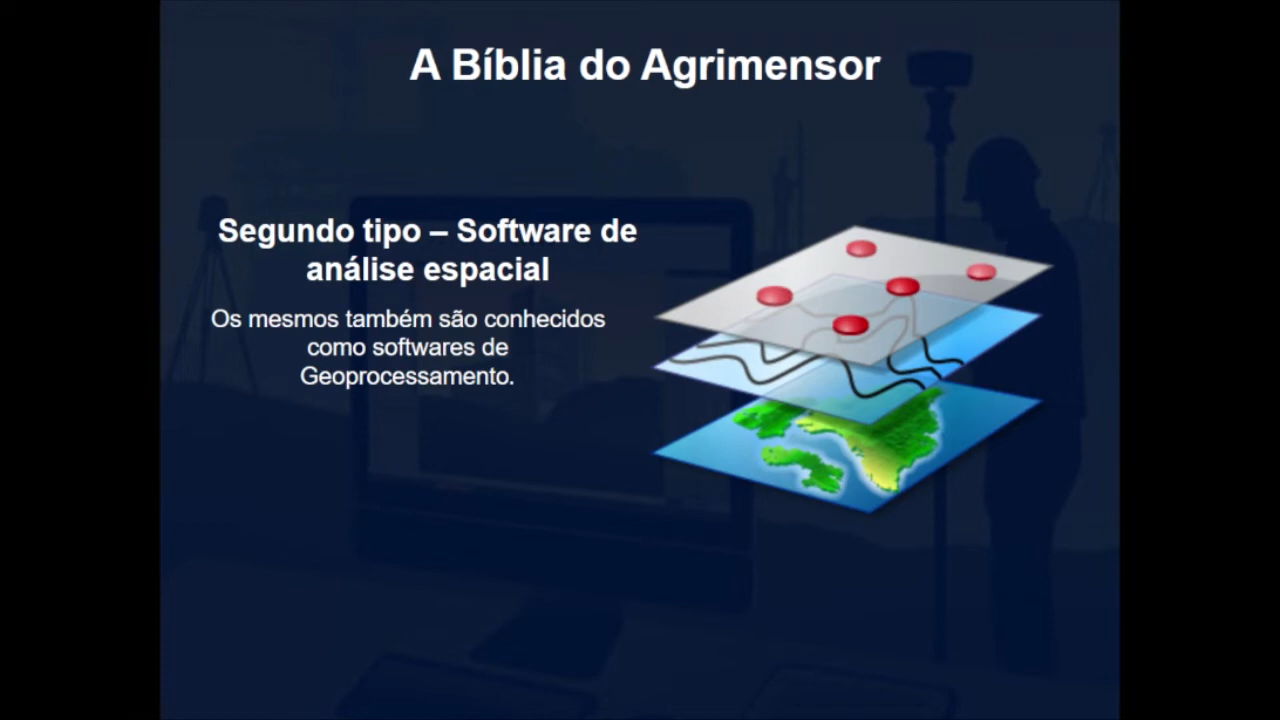 A Bíblia do Agrimensor
Segundo tipo – Software de
análise espacial
Os mesmos também são conhecidos
como softwares de
Geoprocessamento.